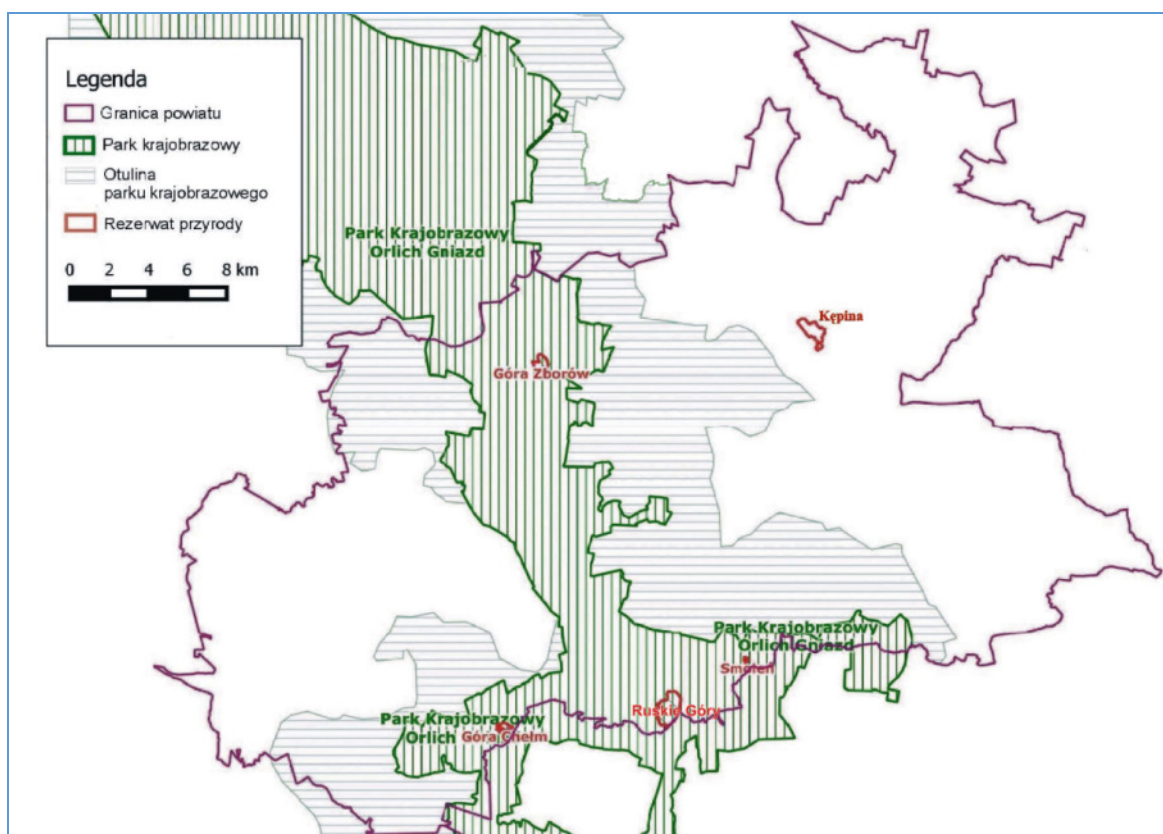 Legenda
Granica powiatu
Park krajobrazowy
Otulina
parku krajobrazowego
Rezerwat przyrody
0 2 4 6 8 km
Park Krajobrazowy
Orlich Gniazd
Kępina
Góra Zborów
Park Krajobrazowy
Orlich Gniazd
Smoleń
Ruskie Góry
Park Krajobrazowy
Orlich
Góra Chełm